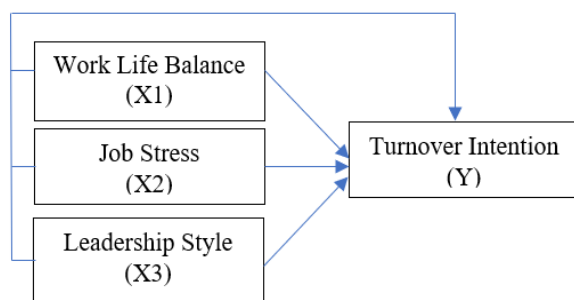 Work Life Balance
(X1)
Job Stress
(X2)
Turnover Intention
(Y)
Leadership Style
(X3)